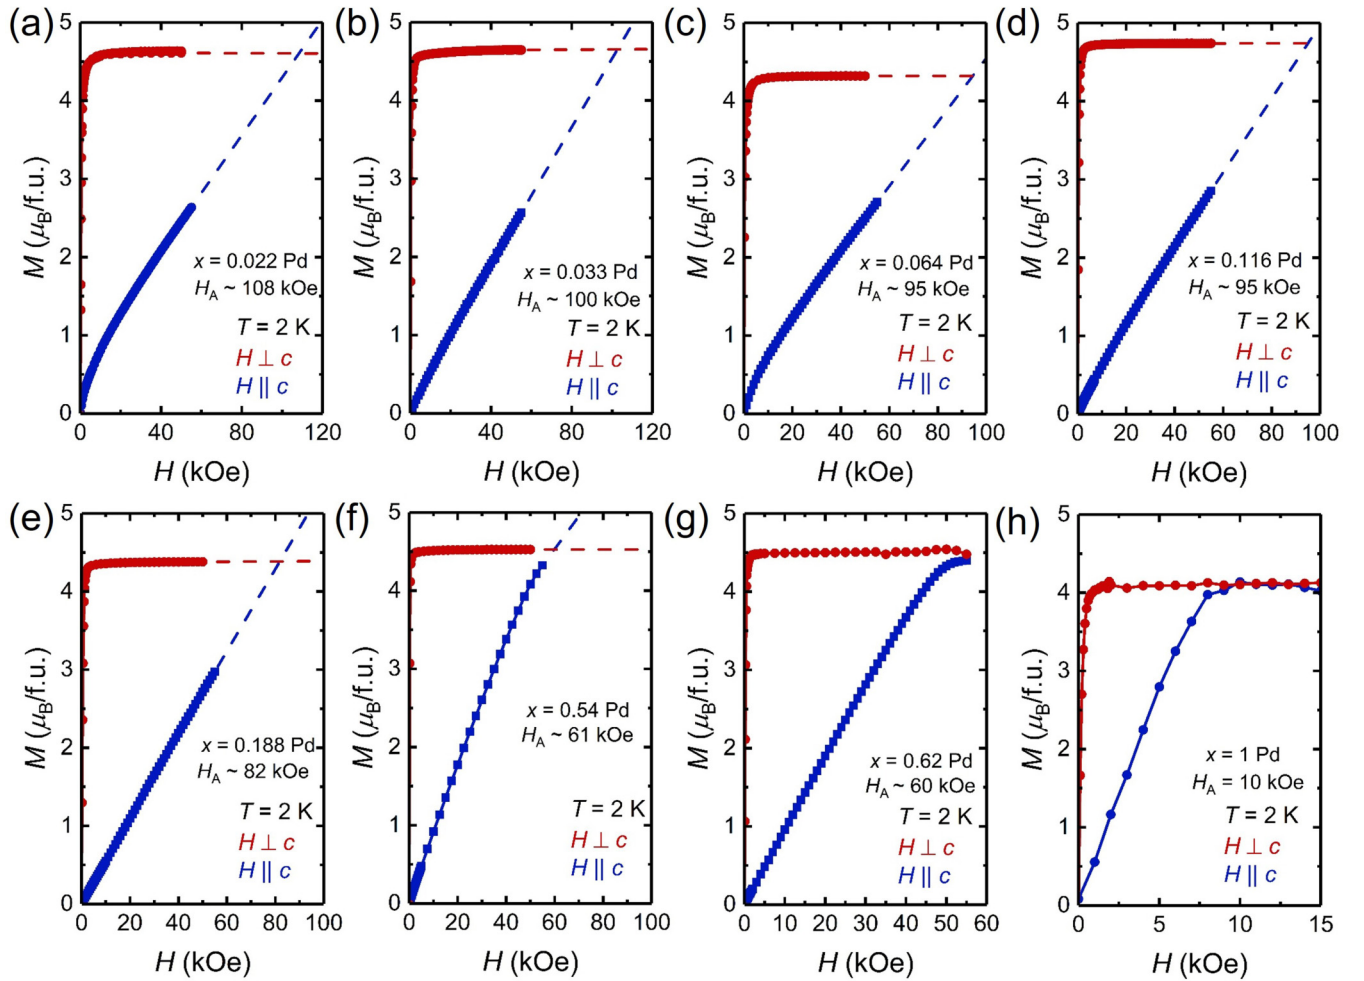 (a)
5
4
3
2
1
0
M (μB/f.u.)
x = 0.022 Pd
HA ~ 108 kOe
T = 2 K
H ⊥ c
H || c
0 40 80 120
H (kOe)
(b)
5
4
3
2
1
0
M (μB/f.u.)
x = 0.033 Pd
HA ~ 100 kOe
T = 2 K
H ⊥ c
H || c
0 40 80 120
H (kOe)
(c)
5
4
3
2
1
0
M (μB/f.u.)
x = 0.064 Pd
HA ~ 95 kOe
T = 2 K
H ⊥ c
H || c
0 20 40 60 80 100
H (kOe)
(d)
5
4
3
2
1
0
M (μB/f.u.)
x = 0.116 Pd
HA ~ 95 kOe
T = 2 K
H ⊥ c
H || c
0 20 40 60 80 100
H (kOe)
(e)
5
4
3
2
1
0
M (μB/f.u.)
x = 0.188 Pd
HA ~ 82 kOe
T = 2 K
H ⊥ c
H || c
0 20 40 60 80 100
H (kOe)
(f)
5
4
3
2
1
0
M (μB/f.u.)
x = 0.54 Pd
HA ~ 61 kOe
T = 2 K
H ⊥ c
H || c
0 20 40 60 80 100
H (kOe)
(g)
5
4
3
2
1
0
M (μB/f.u.)
x = 0.62 Pd
HA ~ 60 kOe
T = 2 K
H ⊥ c
H || c
0 10 20 30 40 50 60
H (kOe)
(h)
5
4
3
2
1
0
M (μB/f.u.)
x = 1 Pd
HA = 10 kOe
T = 2 K
H ⊥ c
H || c
0 5 10 15
H (kOe)